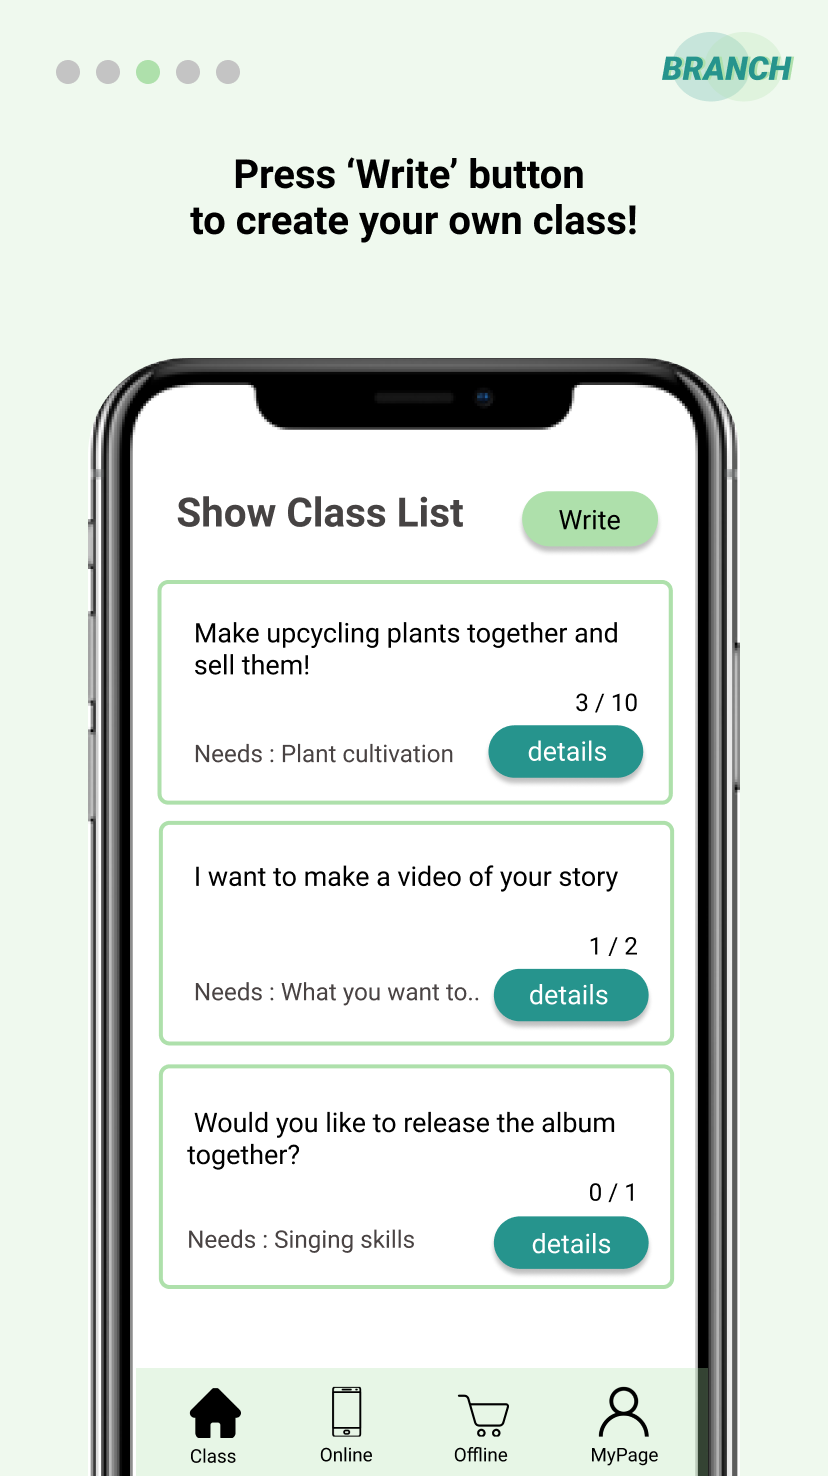 BRANCH
Press ‘Write’ button
to create your own class!
Show Class List
Write
Make upcycling plants together and
sell them!
3 / 10
Needs : Plant cultivation
details
I want to make a video of your story
1 / 2
Needs : What you want to..
details
Would you like to release the album
together?
0 / 1
Needs : Singing skills
details
Class
Online
Offline
MyPage